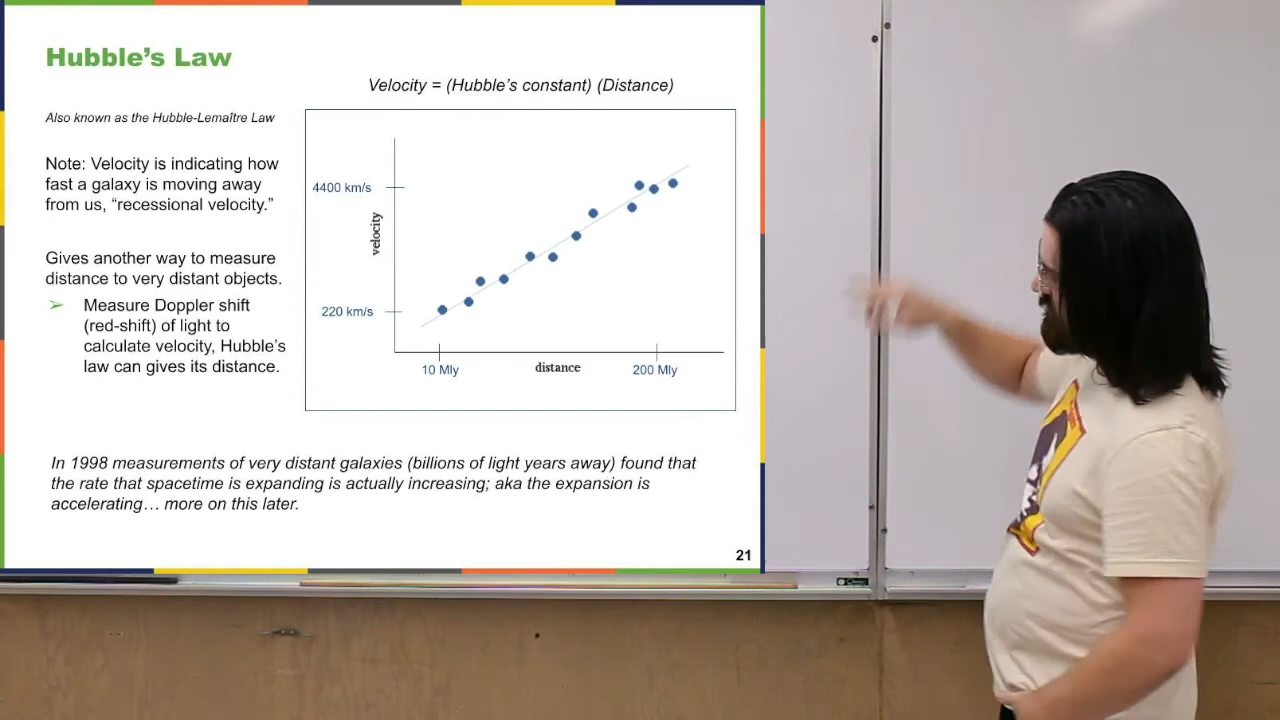 Hubble's Law
Velocity = (Hubble's constant) (Distance)
Also known as the Hubble-Lemaître Law
Note: Velocity is indicating how
fast a galaxy is moving away
from us, “recessional velocity.”
Gives another way to measure
distance to very distant objects.
➢ Measure Doppler shift
(red-shift) of light to
calculate velocity, Hubble's
law can gives its distance.
4400 km/s
velocity
220 km/s
10 Mly
distance
200 Mly
In 1998 measurements of very distant galaxies (billions of light years away) found that
the rate that spacetime is expanding is actually increasing; aka the expansion is
accelerating… more on this later.
21